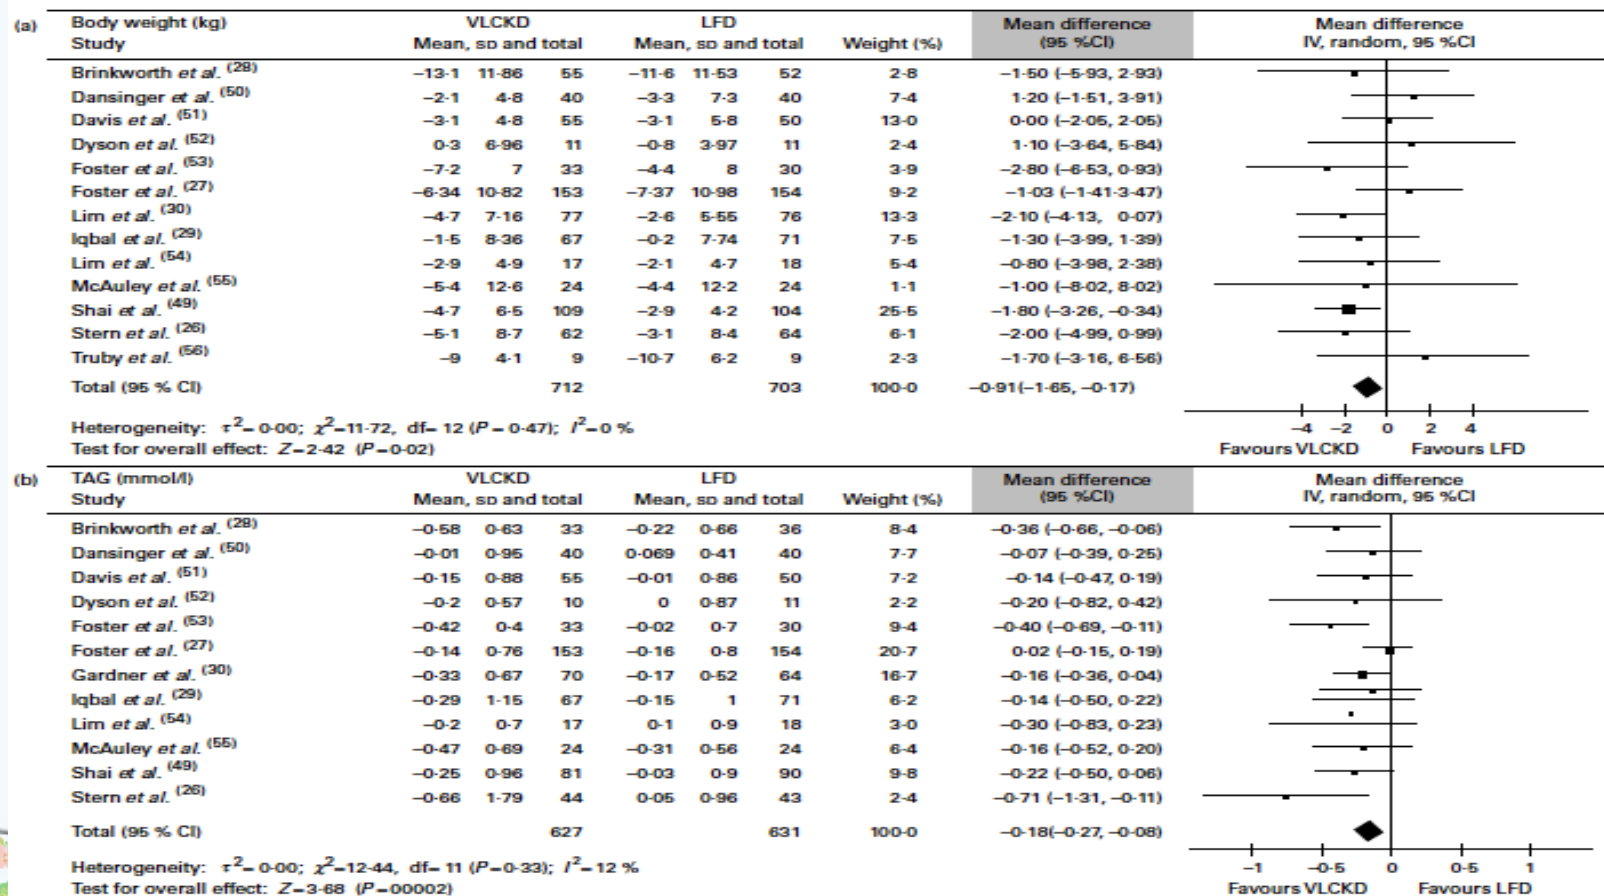 (a) Body weight (kg) VLCKD LFD Mean difference Mean difference
Study Mean, SD and total Mean, SD and total Weight (%) (95 %CI) IV, random, 95 %CI
Brinkworth et al. (28) −13·1 11·86 55 −11·6 11·53 52 2·8 −1·50 (−5·93, 2·93)
Dansinger et al. (50) −2·1 4·8 40 −3·3 7·3 40 7·4 1·20 (−1·51, 3·91)
Davis et al. (51) −3·1 4·8 55 −3·1 5·8 50 13·0 0·00 (−2·05, 2·05)
Dyson et al. (52) 0·3 6·96 11 −0·8 3·97 11 2·4 1·10 (−3·64, 5·84)
Foster et al. (53) −7·2 7 33 −4·4 8 30 3·9 −2·80 (−6·53, 0·93)
Foster et al. (27) −6·34 10·82 153 −7·37 10·98 154 9·2 −1·03 (−1·41·3·47)
Lim et al. (30) −4·7 7·16 77 −2·6 5·55 76 13·3 −2·10 (−4·13, 0·07)
Iqbal et al. (29) −1·5 8·36 67 −0·2 7·74 71 7·5 −1·30 (−3·99, 1·39)
Lim et al. (54) −2·9 4·9 17 −2·1 4·7 18 5·4 −0·80 (−3·98, 2·38)
McAuley et al. (55) −5·4 12·6 24 −4·4 12·2 24 1·1 −1·00 (−8·02, 8·02)
Shai et al. (49) −4·7 6·5 109 −2·9 4·2 104 25·5 −1·80 (−3·26, −0·34)
Stern et al. (26) −5·1 8·7 62 −3·1 8·4 64 6·1 −2·00 (−4·99, 0·99)
Truby et al. (56) −9 4·1 9 −10·7 6·2 9 2·3 −1·70 (−3·16, 6·56)
Total (95 % CI) 712 703 100·0 −0·91(−1·65, −0·17)
Heterogeneity: τ²=0·00; χ²=11·72, df= 12 (P=0·47); I²=0 %
−4 −2 0 2 4
Test for overall effect: Z=2·42 (P=0·02) Favours VLCKD Favours LFD
(b) TAG (mmol/l) VLCKD LFD Mean difference Mean difference
Study Mean, SD and total Mean, SD and total Weight (%) (95 %CI) IV, random, 95 %CI
Brinkworth et al. (28) −0·58 0·63 33 −0·22 0·66 36 8·4 −0·36 (−0·66, −0·06)
Dansinger et al. (50) −0·01 0·95 40 0·069 0·41 40 7·7 −0·07 (−0·39, 0·25)
Davis et al. (51) −0·15 0·88 55 −0·01 0·86 50 7·2 −0·14 (−0·47, 0·19)
Dyson et al. (52) −0·2 0·57 10 0 0·87 11 2·2 −0·20 (−0·82, 0·42)
Foster et al. (53) −0·42 0·4 33 −0·02 0·7 30 9·4 −0·40 (−0·69, −0·11)
Foster et al. (27) −0·14 0·76 153 −0·16 0·8 154 20·7 0·02 (−0·15, 0·19)
Gardner et al. (30) −0·33 0·67 70 −0·17 0·52 64 16·7 −0·16 (−0·36, 0·04)
Iqbal et al. (29) −0·29 1·15 67 −0·15 1 71 6·2 −0·14 (−0·50, 0·22)
Lim et al. (54) −0·2 0·7 17 0·1 0·9 18 3·0 −0·30 (−0·83, 0·23)
McAuley et al. (55) −0·47 0·69 24 −0·31 0·56 24 6·4 −0·16 (−0·52, 0·20)
Shai et al. (49) −0·25 0·96 81 −0·03 0·9 90 9·8 −0·22 (−0·50, 0·06)
Stern et al. (26) −0·66 1·79 44 0·05 0·96 43 2·4 −0·71 (−1·31, −0·11)
Total (95 % CI) 627 631 100·0 −0·18(−0·27, −0·08)
Heterogeneity: τ²=0·00; χ²=12·44, df= 11 (P=0·33); I²=12 % −1 −0·5 0 0·5 1
Test for overall effect: Z=3·68 (P=00002) Favours VLCKD Favours LFD